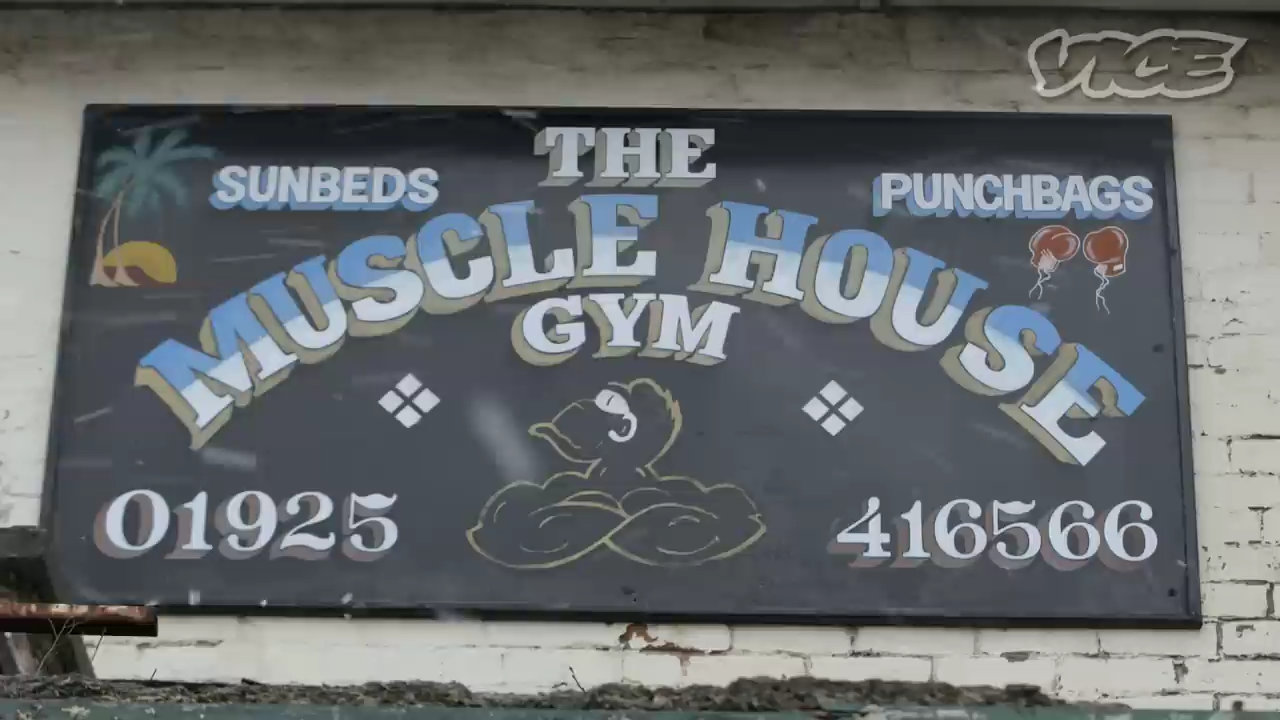 VICE
THE
SUNBEDS
PUNCHBAGS
MUSCLE HOUSE
GYM
01925
416566